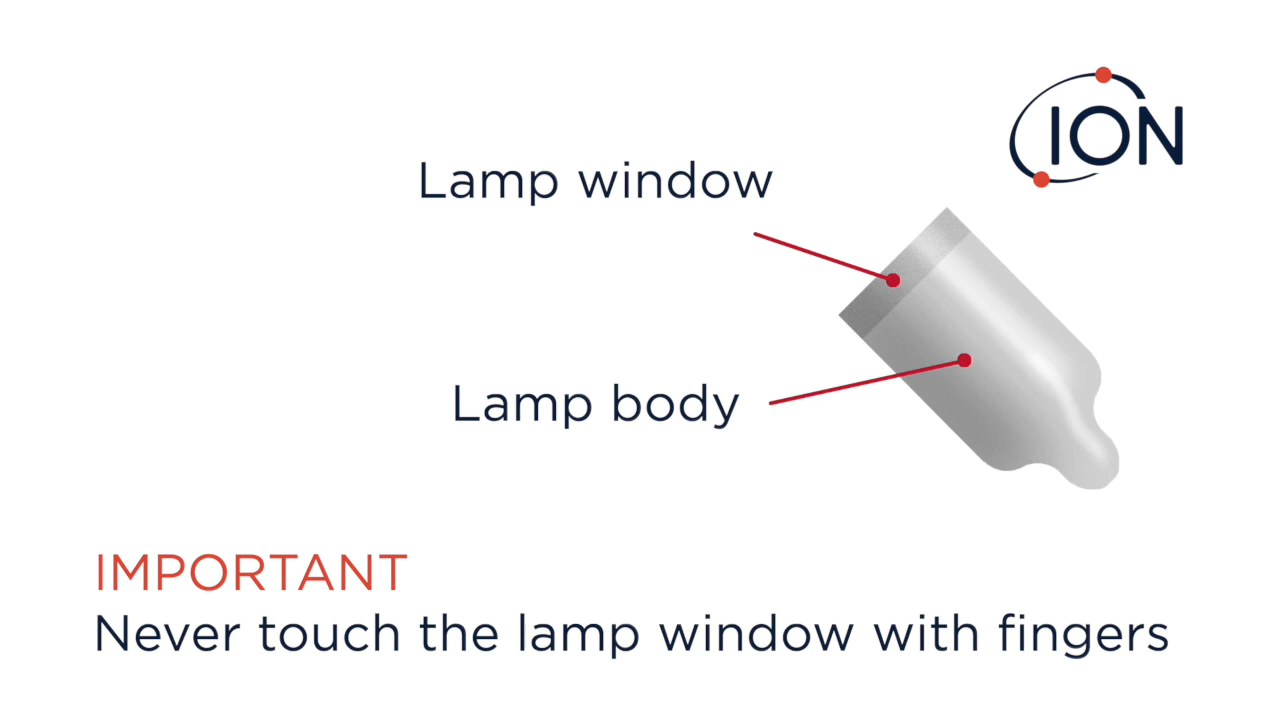 ION
Lamp window
Lamp body
IMPORTANT
Never touch the lamp window with fingers